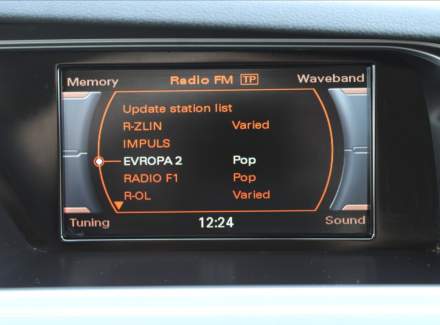 Memory Radio FM TP Waveband
Update station list
R-ZLIN Varied
IMPULS
EVROPA 2 Pop
RADIO F1 Pop
R-OL Varied
Tuning 12:24 Sound